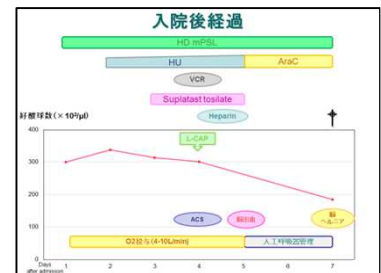 入院後経過
HD mPSL
HU
AraC
VCR
Suplatast tosilate
Heparin
好酸球数(×10²/μl)
L-CAP
400
300
200
100
0
ACS
脳出血
脳
ヘルニア
O2投与(4-10L/min)
人工呼吸器管理
Days
after admission
1
2
3
4
5
6
7